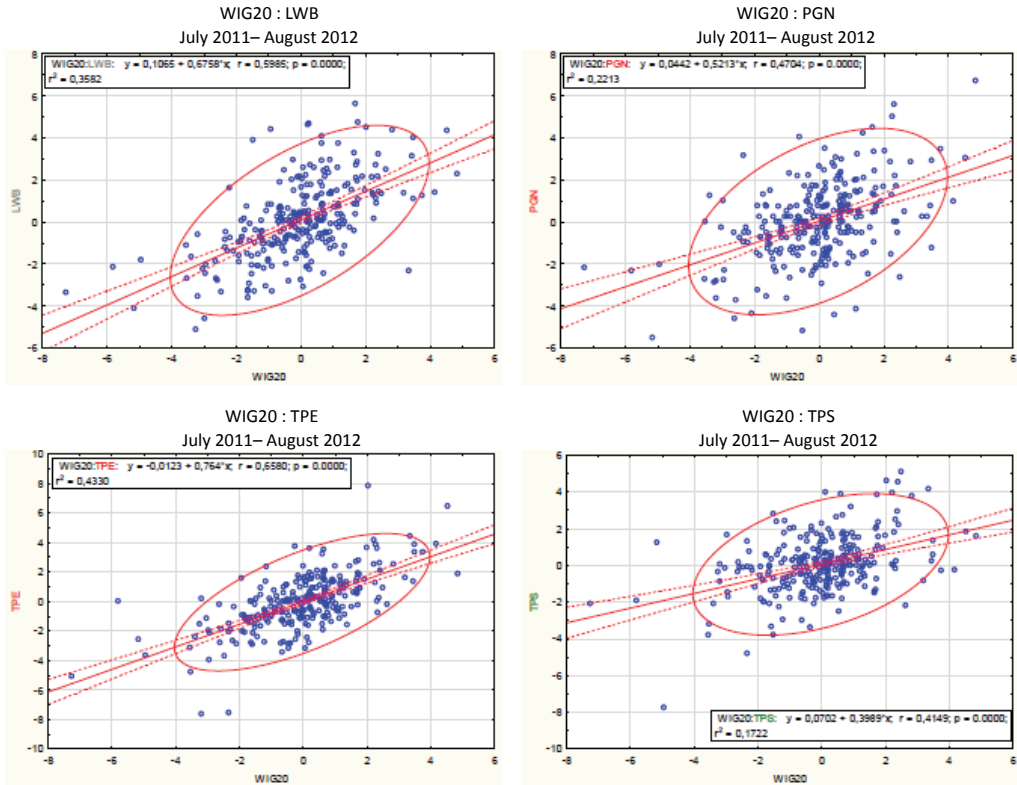 WIG20 : LWB
July 2011– August 2012
WIG20:LWB: y = 0,1065 + 0,6758*x; r = 0,5985; p = 0.0000;
r² = 0,3582
8
6
4
2
0
-2
-4
-6
LWB
-8 -6 -4 -2 0 2 4 6
WIG20
WIG20 : PGN
July 2011– August 2012
WIG20:PGN: y = 0,0442 + 0,5213*x; r = 0,4704; p = 0.0000;
r² = 0,2213
8
6
4
2
0
-2
-4
-6
PGN
-8 -6 -4 -2 0 2 4 6
WIG20
WIG20 : TPE
July 2011– August 2012
WIG20:TPE: y = -0,0123 + 0,764*x; r = 0,6580; p = 0.0000;
r² = 0,4330
10
8
6
4
2
0
-2
-4
-6
-8
-10
TPE
-8 -6 -4 -2 0 2 4 6
WIG20
WIG20 : TPS
July 2011– August 2012
6
4
2
0
-2
-4
-6
-8
-10
TPS
WIG20:TPS: y = 0,0702 + 0,3989*x; r = 0,4149; p = 0.0000;
r² = 0,1722
-8 -6 -4 -2 0 2 4 6
WIG20